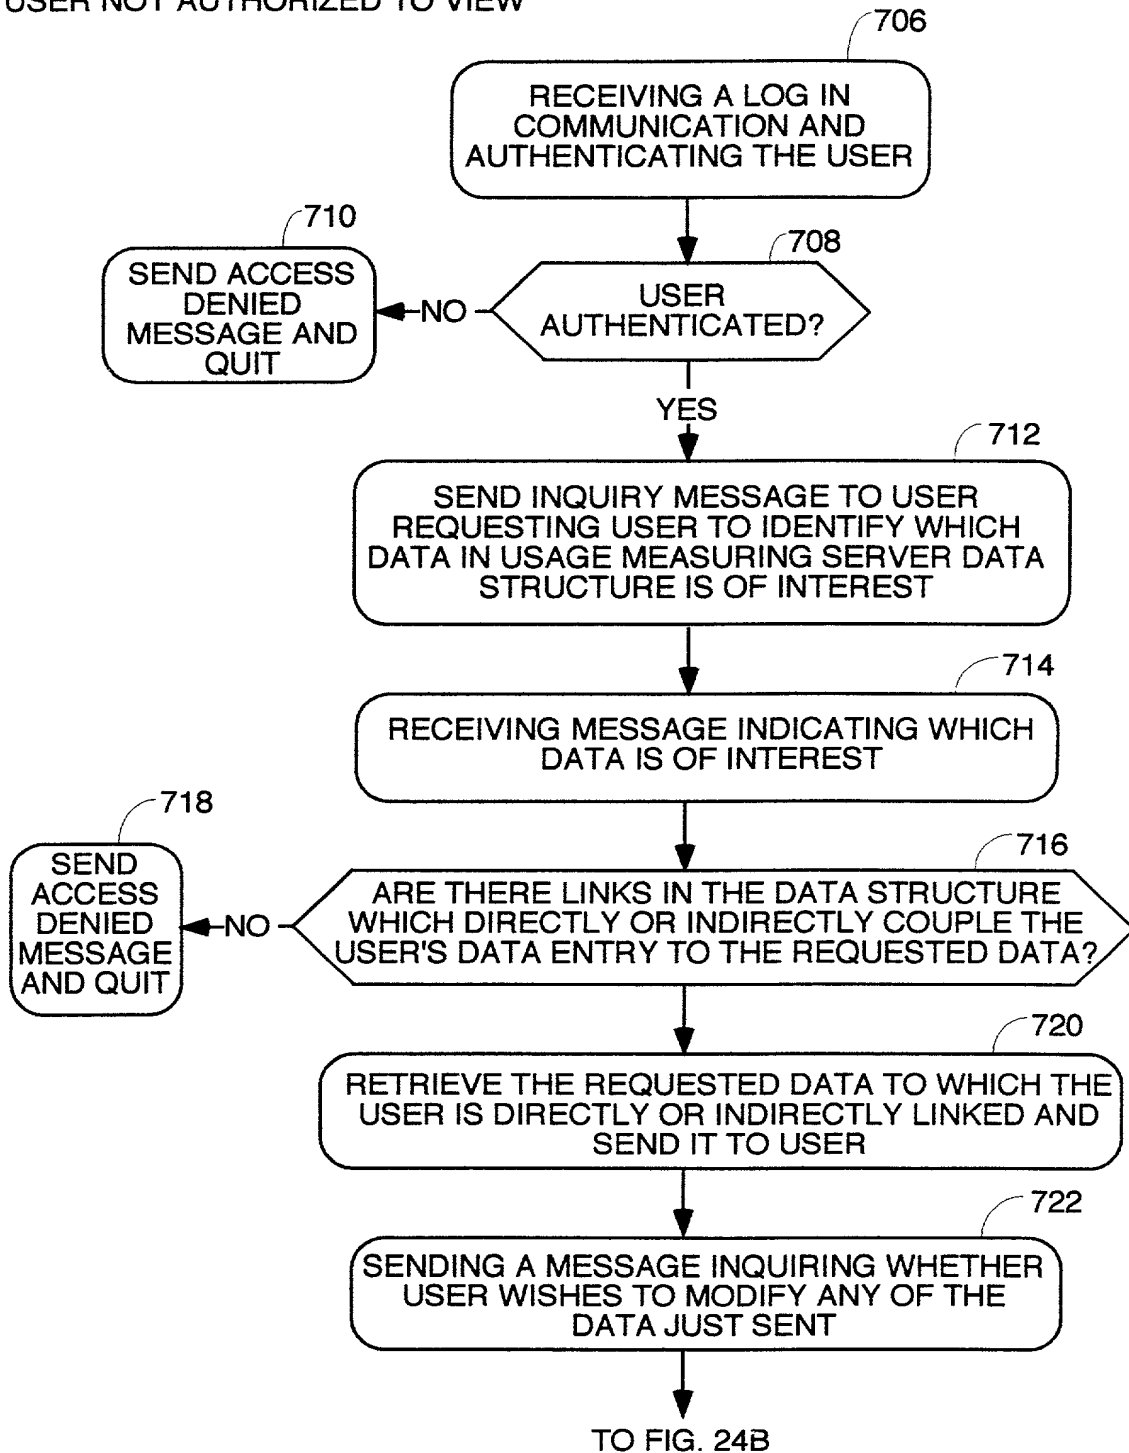 USER NOT AUTHORIZED TO VIEW
706
RECEIVING A LOG IN
COMMUNICATION AND
AUTHENTICATING THE USER
710
SEND ACCESS
DENIED
MESSAGE AND
QUIT
NO
708
USER
AUTHENTICATED?
YES
712
SEND INQUIRY MESSAGE TO USER
REQUESTING USER TO IDENTIFY WHICH
DATA IN USAGE MEASURING SERVER DATA
STRUCTURE IS OF INTEREST
714
RECEIVING MESSAGE INDICATING WHICH
DATA IS OF INTEREST
718
SEND
ACCESS
DENIED
MESSAGE
AND QUIT
NO
716
ARE THERE LINKS IN THE DATA STRUCTURE
WHICH DIRECTLY OR INDIRECTLY COUPLE THE
USER'S DATA ENTRY TO THE REQUESTED DATA?
720
RETRIEVE THE REQUESTED DATA TO WHICH THE
USER IS DIRECTLY OR INDIRECTLY LINKED AND
SEND IT TO USER
722
SENDING A MESSAGE INQUIRING WHETHER
USER WISHES TO MODIFY ANY OF THE
DATA JUST SENT
TO FIG. 24B